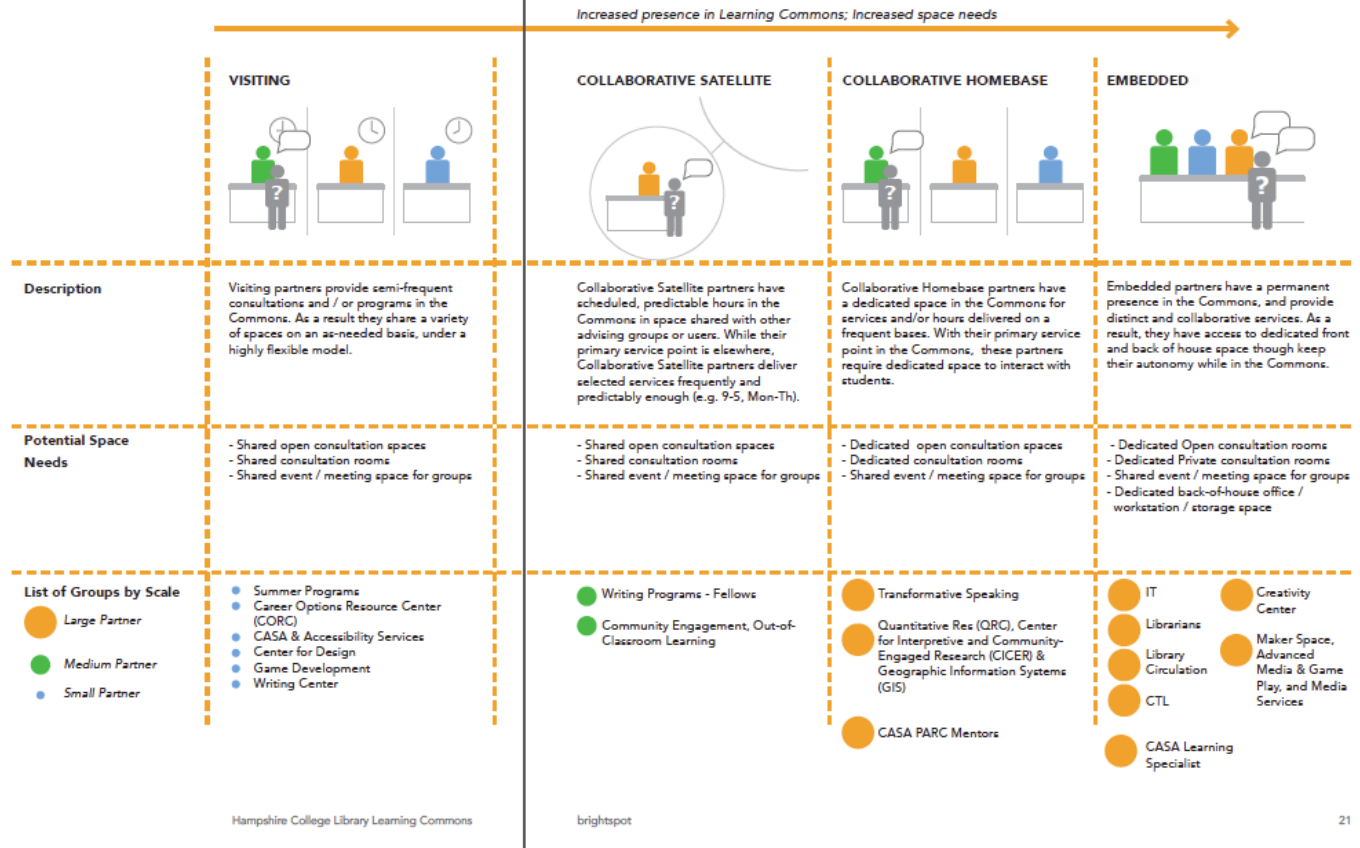 Increased presence in Learning Commons; Increased space needs
VISITING
COLLABORATIVE SATELLITE
COLLABORATIVE HOMEBASE
EMBEDDED
?
?
?
?
Description
Visiting partners provide semi-frequent
consultations and / or programs in the
Commons. As a result they share a variety
of spaces on an as-needed basis, under a
highly flexible model.
Collaborative Satellite partners have
scheduled, predictable hours in the
Commons in space shared with other
advising groups or users. While their
primary service point is elsewhere,
Collaborative Satellite partners deliver
selected services frequently and
predictably enough (e.g. 9-5, Mon-Th).
Collaborative Homebase partners have
a dedicated space in the Commons for
services and/or hours delivered on a
frequent bases. With their primary service
point in the Commons, these partners
require dedicated space to interact with
students.
Embedded partners have a permanent
presence in the Commons, and provide
distinct and collaborative services. As a
result, they have access to dedicated front
and back of house space though keep
their autonomy while in the Commons.
Potential Space
Needs
- Shared open consultation spaces
- Shared consultation rooms
- Shared event / meeting space for groups
- Shared open consultation spaces
- Shared consultation rooms
- Shared event / meeting space for groups
- Dedicated open consultation spaces
- Dedicated consultation rooms
- Shared event / meeting space for groups
- Dedicated Open consultation rooms
- Dedicated Private consultation rooms
- Shared event / meeting space for groups
- Dedicated back-of-house office /
workstation / storage space
List of Groups by Scale
Large Partner
Medium Partner
Small Partner
Summer Programs
Career Options Resource Center
(CORC)
CASA & Accessibility Services
Center for Design
Game Development
Writing Center
Writing Programs - Fellows
Community Engagement, Out-of-
Classroom Learning
Transformative Speaking
Quantitative Res (QRC), Center
for Interpretive and Community-
Engaged Research (CICER) &
Geographic Information Systems
(GIS)
CASA PARC Mentors
IT
Librarians
Library
Circulation
CTL
CASA Learning
Specialist
Creativity
Center
Maker Space,
Advanced
Media & Game
Play, and Media
Services
Hampshire College Library Learning Commons
brightspot
21